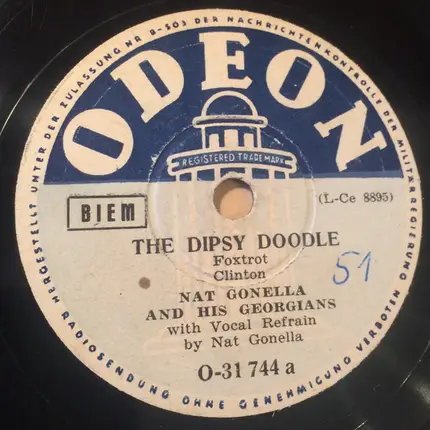 HERGESTELLT UNTER DER ZULASSUNG NR B-503 DER NACHRICHTENKONTROLLE DER MILITÄRREGIERUNG
ODEON
REGISTERED TRADE MARK
BIEM
(L-Ce 8895)
THE DIPSY DOODLE
Foxtrot
Clinton
51
NAT GONELLA
AND HIS GEORGIANS
with Vocal Refrain
by Nat Gonella
O-31 744 a
RADIOSENDUNG OHNE GENEHMIGUNG VERBOTEN